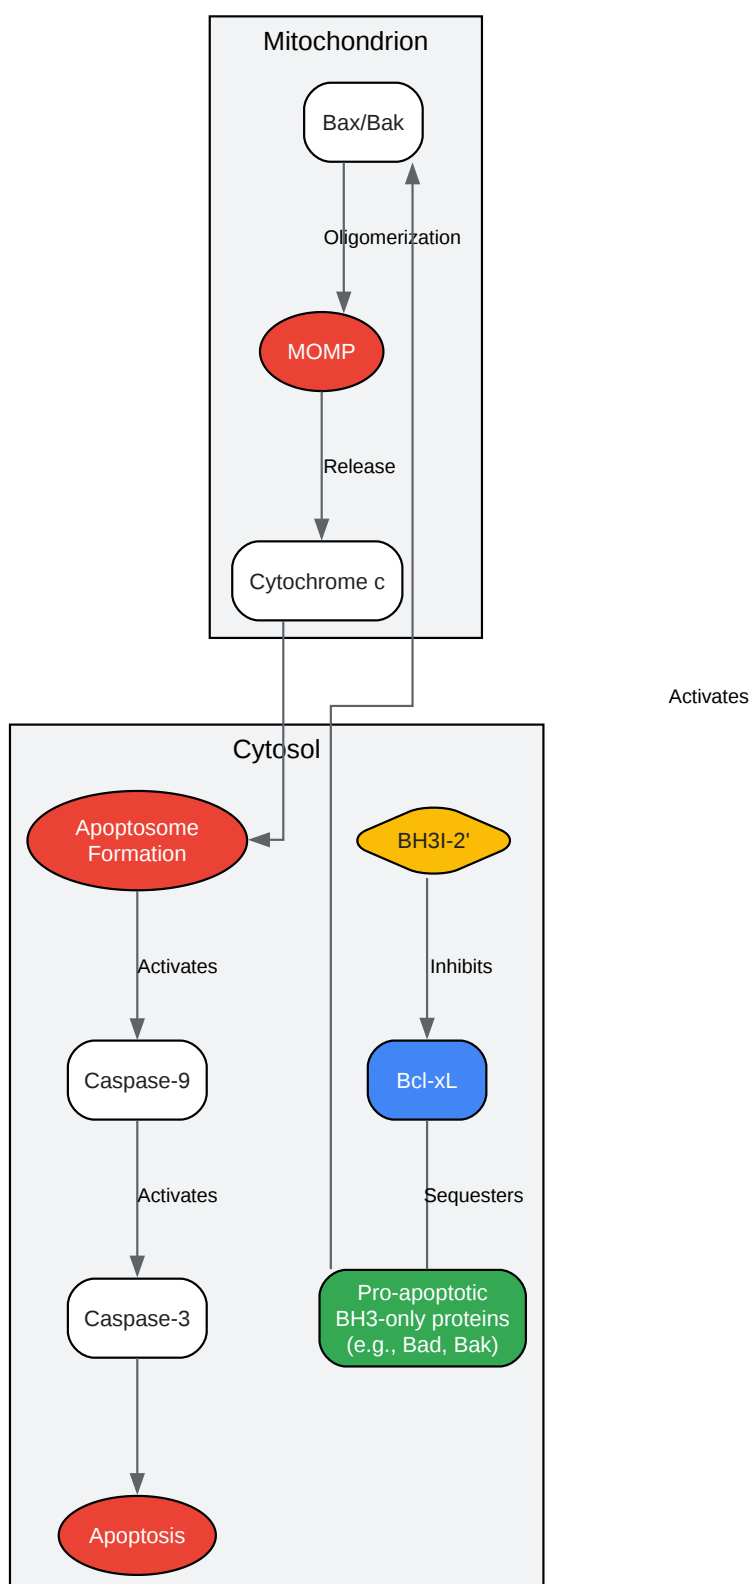 Mitochondrion
Bax/Bak
Oligomerization
MOMP
Release
Cytochrome c
Activates
Cytosol
Apoptosome
Formation
BH3I-2'
Activates
Inhibits
Caspase-9
Bcl-xL
Activates
Sequesters
Caspase-3
Pro-apoptotic
BH3-only proteins
(e.g., Bad, Bak)
Apoptosis